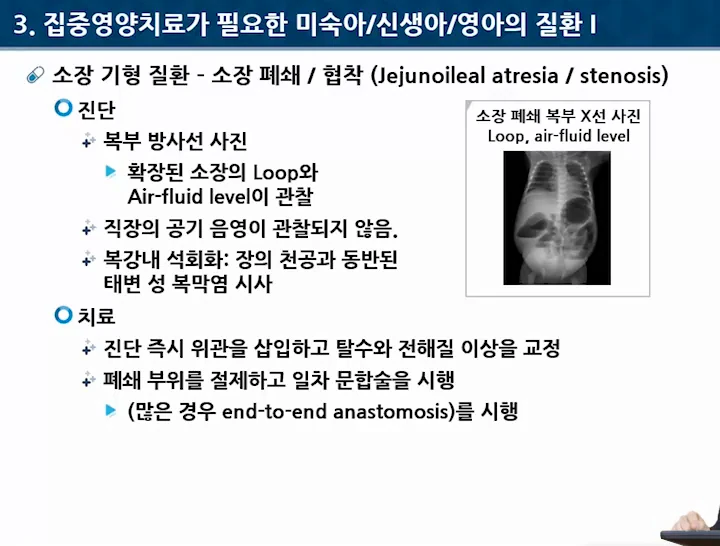 3. 집중영양치료가 필요한 미숙아/신생아/영아의 질환 I
소장 기형 질환 - 소장 폐쇄 / 협착 (Jejunoileal atresia / stenosis)
진단
복부 방사선 사진
확장된 소장의 Loop와
Air-fluid level이 관찰
직장의 공기 음영이 관찰되지 않음.
복강내 석회화: 장의 천공과 동반된
태변 성 복막염 시사
소장 폐쇄 복부 X선 사진
Loop, air-fluid level
치료
진단 즉시 위관을 삽입하고 탈수와 전해질 이상을 교정
폐쇄 부위를 절제하고 일차 문합술을 시행
(많은 경우 end-to-end anastomosis)를 시행